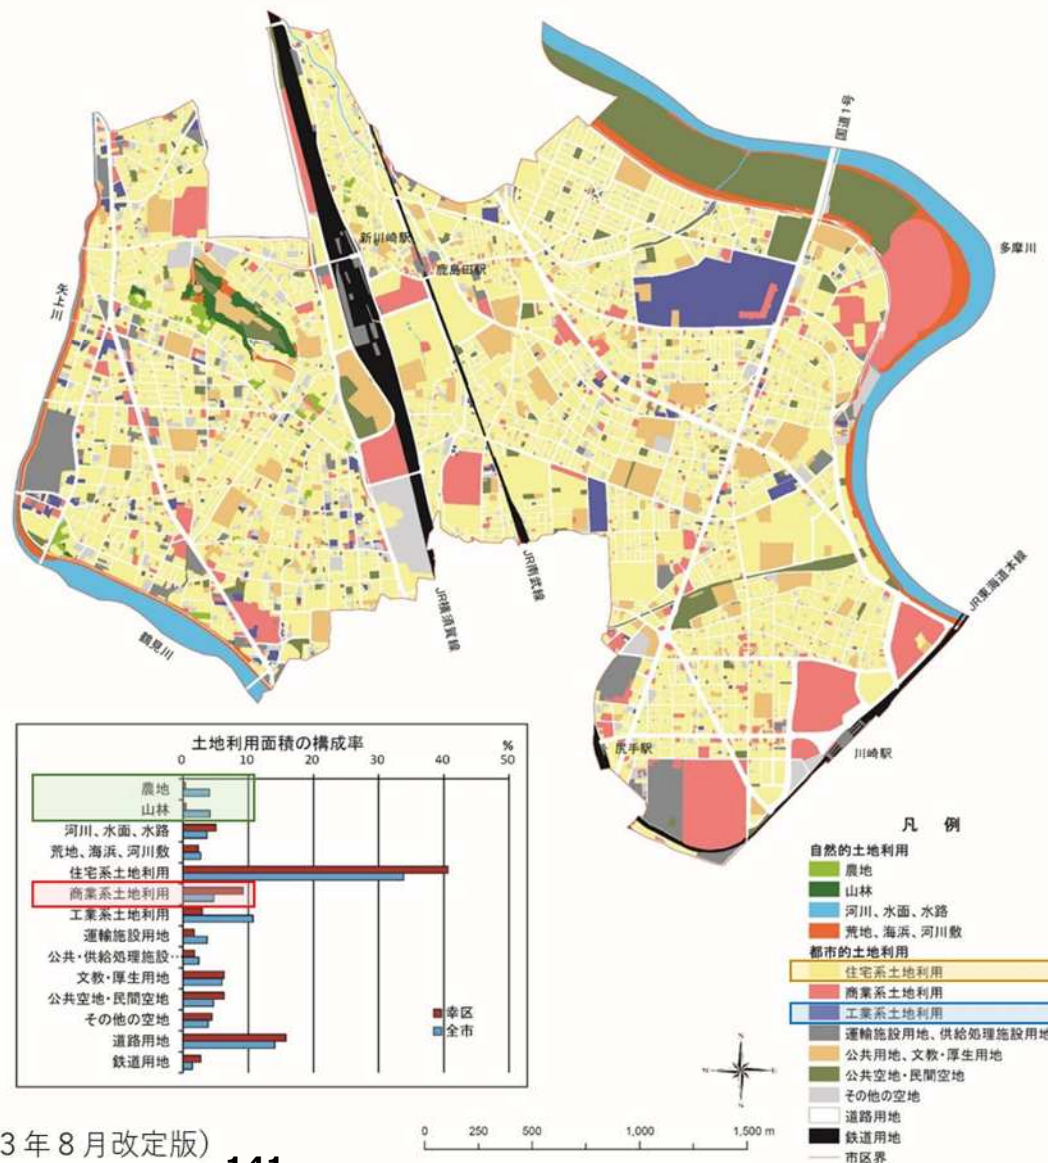 国道1号
多摩川
新川崎駅
鹿島田駅
矢上川
鶴見川
JR横須賀線
JR南武線
JR東海道本線
尻手駅
川崎駅
土地利用面積の構成率
%
0 10 20 30 40 50
農地
山林
河川、水面、水路
荒地、海浜、河川敷
住宅系土地利用
商業系土地利用
工業系土地利用
運輸施設用地
公共・供給処理施設…
文教・厚生用地
公共空地・民間空地
その他の空地
道路用地
鉄道用地
幸区
全市
凡 例
自然的土地利用
農地
山林
河川、水面、水路
荒地、海浜、河川敷
都市的土地利用
住宅系土地利用
商業系土地利用
工業系土地利用
運輸施設用地、供給処理施設用地
公共用地、文教・厚生用地
公共空地・民間空地
その他の空地
道路用地
鉄道用地
市区界
0 250 500 1,000 1,500 m
3年8月改定版)
141